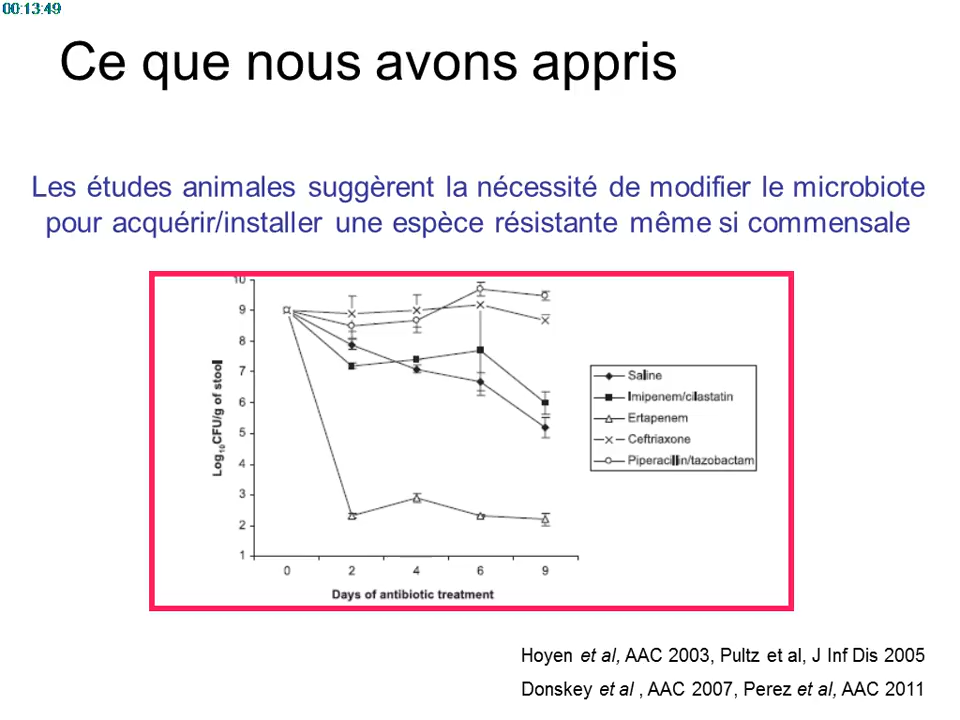 00:13:49
Ce que nous avons appris
Les études animales suggèrent la nécessité de modifier le microbiote
pour acquérir/installer une espèce résistante même si commensale
10
9
8
7
6
5
4
3
2
1
Log10CFU/g of stool
0 2 4 6 9
Days of antibiotic treatment
Saline
Imipenem/cilastatin
Ertapenem
Ceftriaxone
Piperacillin/tazobactam
Hoyen et al, AAC 2003, Pultz et al, J Inf Dis 2005
Donskey et al , AAC 2007, Perez et al, AAC 2011